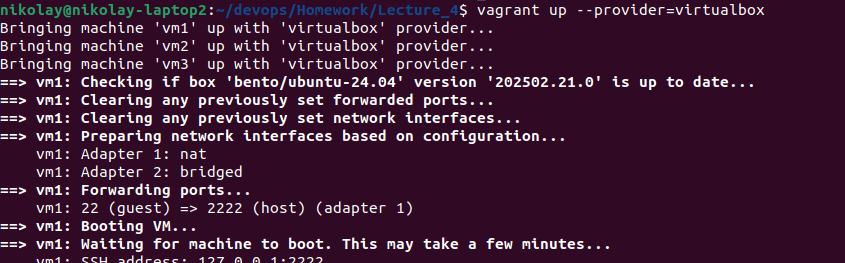 nikolay@nikolay-laptop2:~/devops/Homework/Lecture_4$ vagrant up --provider=virtualbox
Bringing machine 'vm1' up with 'virtualbox' provider...
Bringing machine 'vm2' up with 'virtualbox' provider...
Bringing machine 'vm3' up with 'virtualbox' provider...
==> vm1: Checking if box 'bento/ubuntu-24.04' version '202502.21.0' is up to date...
==> vm1: Clearing any previously set forwarded ports...
==> vm1: Clearing any previously set network interfaces...
==> vm1: Preparing network interfaces based on configuration...
    vm1: Adapter 1: nat
    vm1: Adapter 2: bridged
==> vm1: Forwarding ports...
    vm1: 22 (guest) => 2222 (host) (adapter 1)
==> vm1: Booting VM...
==> vm1: Waiting for machine to boot. This may take a few minutes...
    vm1: SSH address: 127.0.0.1:2222